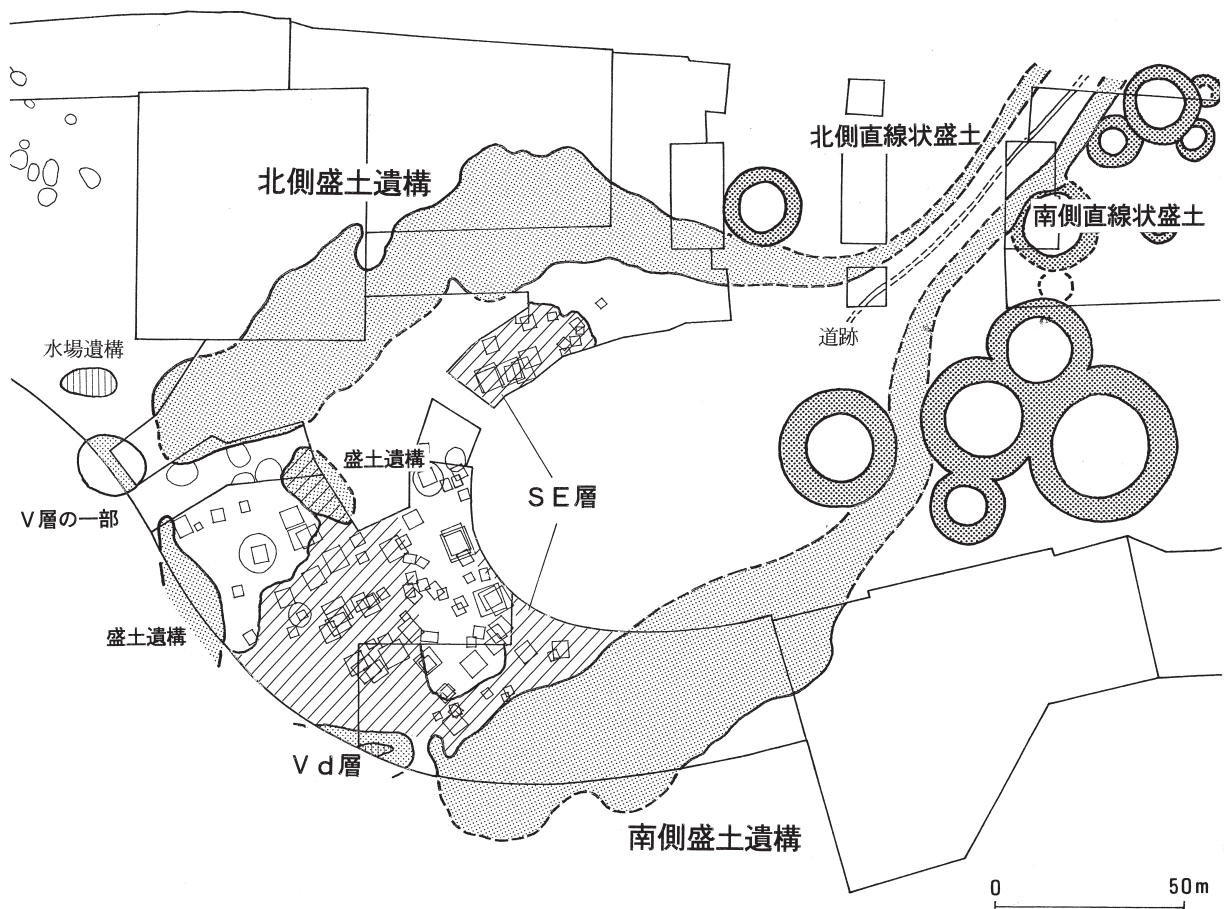 北側直線状盛土
北側盛土遺構
南側直線状盛土
道跡
水場遺構
盛土遺構
SE層
V層の一部
盛土遺構
Vd層
南側盛土遺構
0 50m